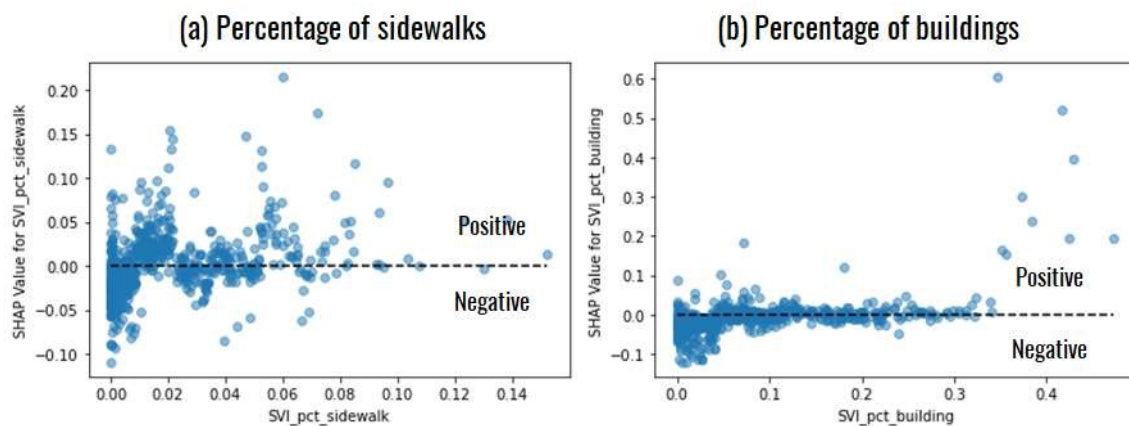 (a) Percentage of sidewalks
SHAP Value for SVI_pct_sidewalk
0.20
0.15
0.10
0.05
0.00
−0.05
−0.10
Positive
Negative
0.00 0.02 0.04 0.06 0.08 0.10 0.12 0.14
SVI_pct_sidewalk
(b) Percentage of buildings
SHAP Value for SVI_pct_building
0.6
0.5
0.4
0.3
0.2
0.1
0.0
−0.1
Positive
Negative
0.0 0.1 0.2 0.3 0.4
SVI_pct_building